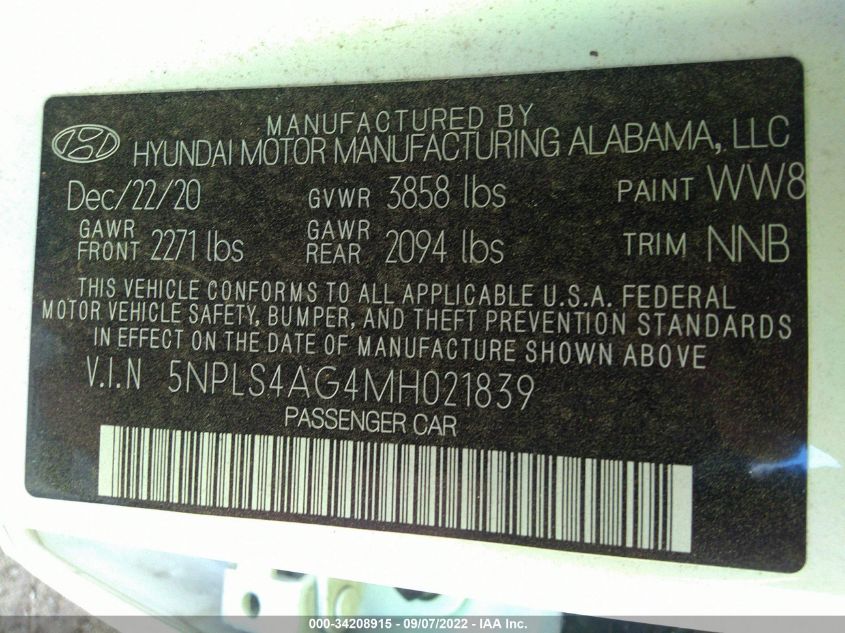 MANUFACTURED BY
HYUNDAI MOTOR MANUFACTURING ALABAMA, LLC
Dec/22/20 GVWR 3858 lbs PAINT WW8
GAWR FRONT 2271 lbs GAWR REAR 2094 lbs TRIM NNB
THIS VEHICLE CONFORMS TO ALL APPLICABLE U.S.A. FEDERAL
MOTOR VEHICLE SAFETY, BUMPER, AND THEFT PREVENTION STANDARDS
IN EFFECT ON THE DATE OF MANUFACTURE SHOWN ABOVE
V.I.N 5NPLS4AG4MH021839
PASSENGER CAR
000-34208915 - 09/07/2022 - IAA Inc.